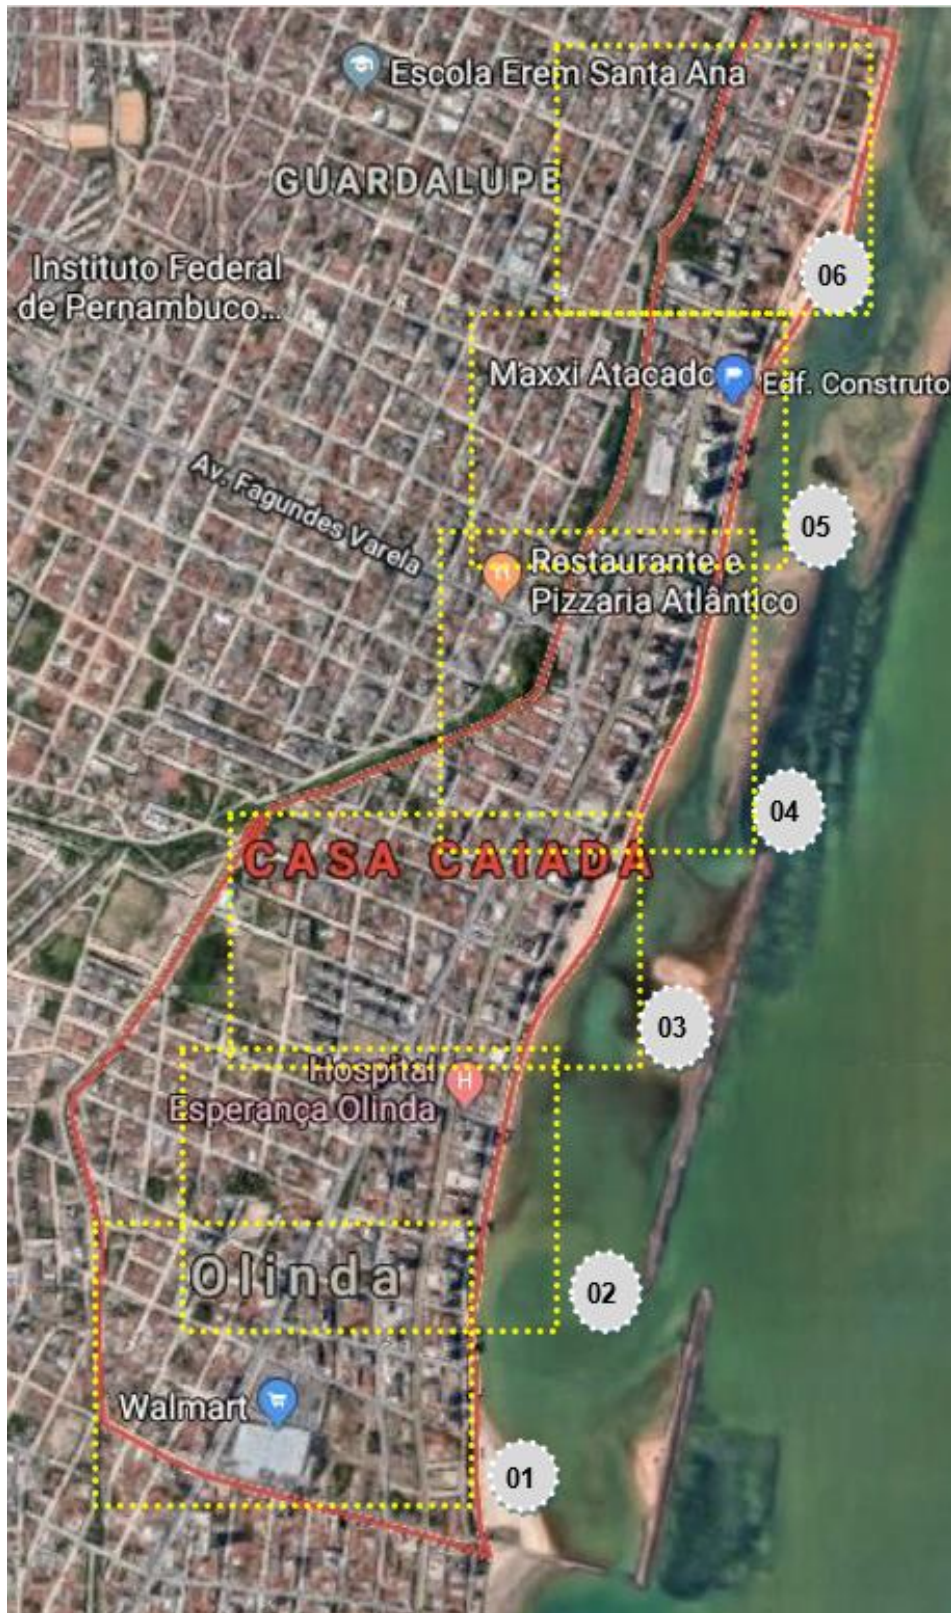 Escola Erem Santa Ana
GUARDALUPE
Instituto Federal
de Pernambuco...
06
Maxxi Atacado
Edf. Construto
Av. Fagundes Varela
05
Restaurante e
Pizzaria Atlântico
04
CASA CAIADA
03
Hospital
Esperança Olinda
H
Olinda
02
Walmart
01